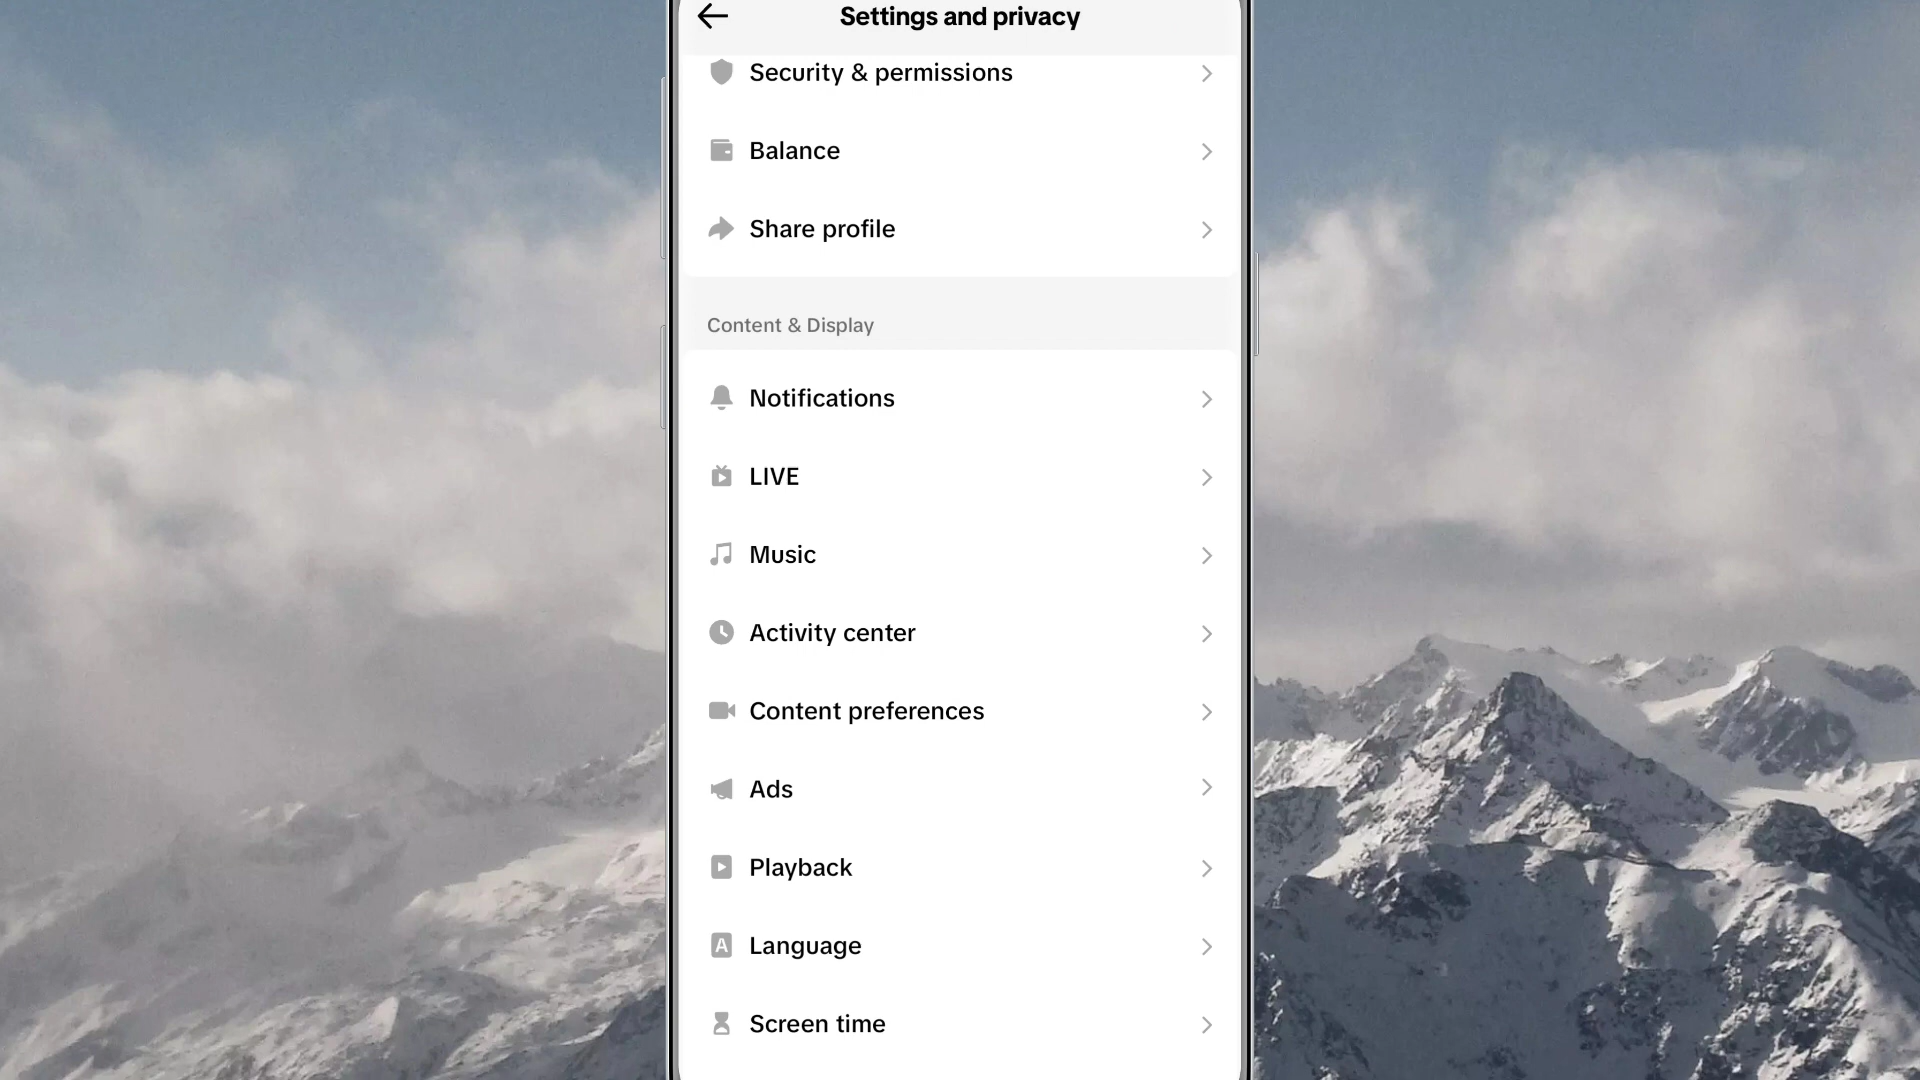 Settings and privacy
Security & permissions
Balance
Share profile
Content & Display
Notifications
LIVE
Music
Activity center
Content preferences
Ads
Playback
A Language
Screen time